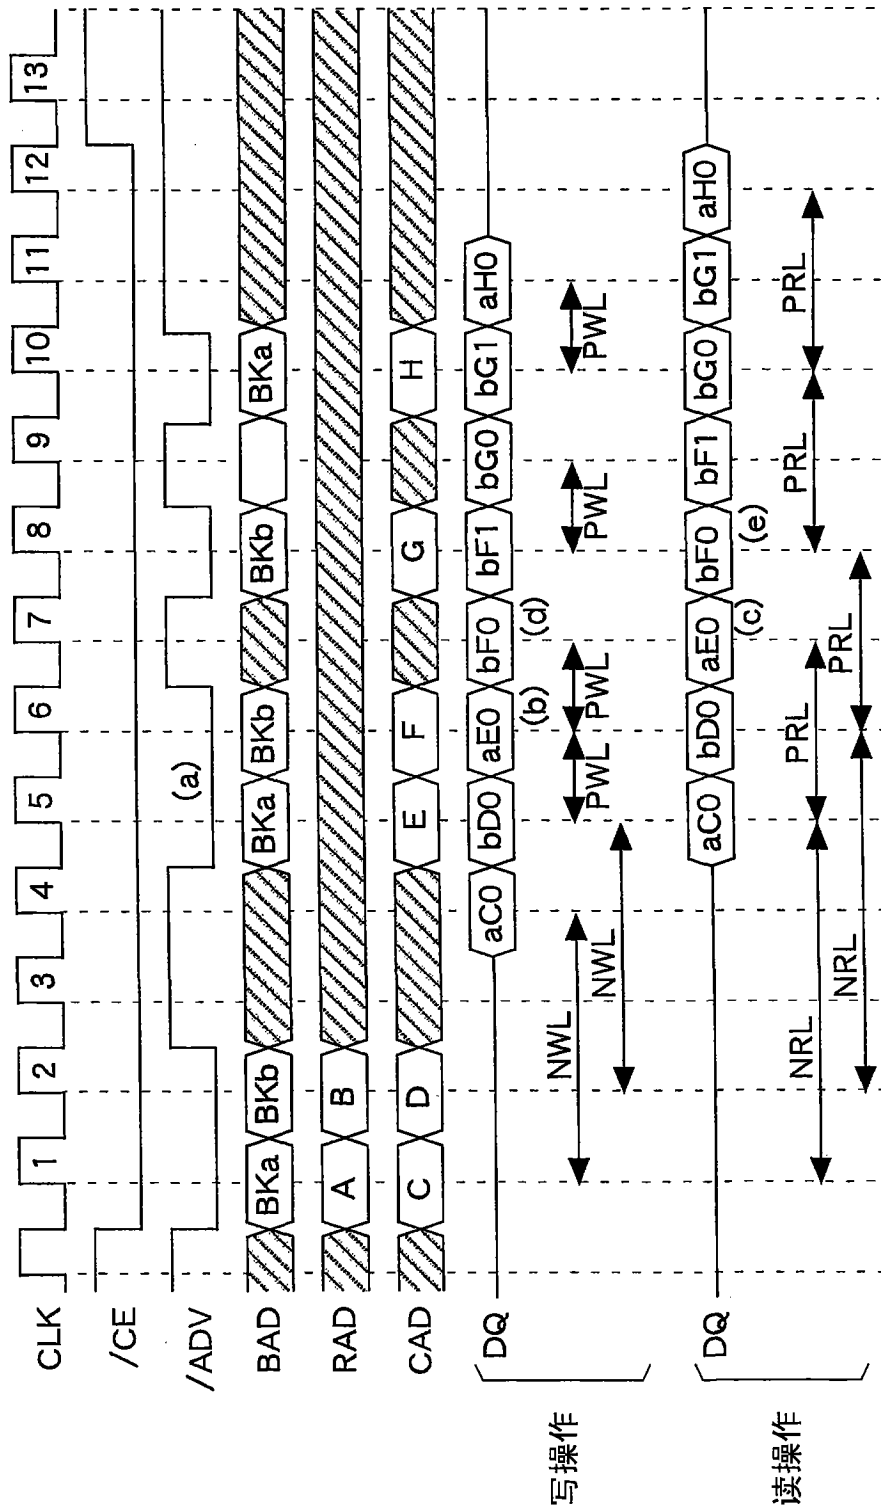 CLK 1 2 3 4 5 6 7 8 9 10 11 12 13
/CE
/ADV (a)
BAD BKa BKb BKa BKb BKb BKa
RAD A B
CAD C D E F G H
DQ aC0 bD0 aE0 bF0 bF1 bG0 bG1 aH0
(b) (d)
写操作
NWL PWL PWL PWL PWL
NWL
DQ aC0 bD0 aE0 bF0 bF1 bG0 bG1 aH0
(c) (e)
读操作
NRL PRL PRL PRL
NRL PRL